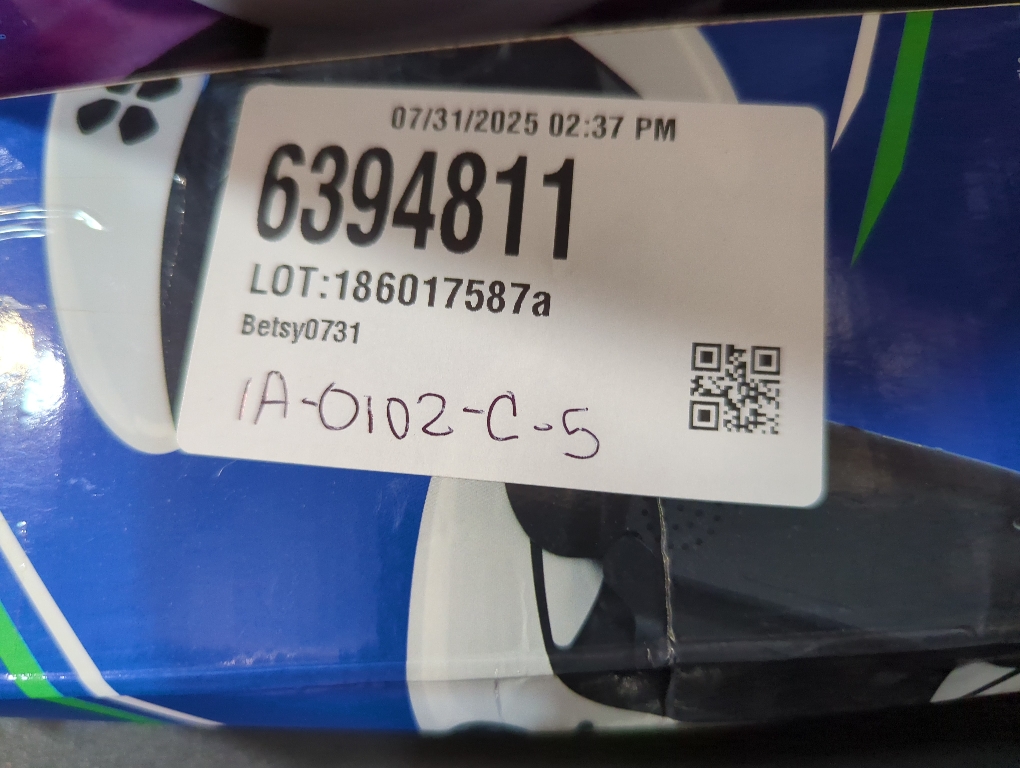 07/31/2025 02:37 PM
6394811
LOT:186017587a
Betsy0731
1A-0102-C-5